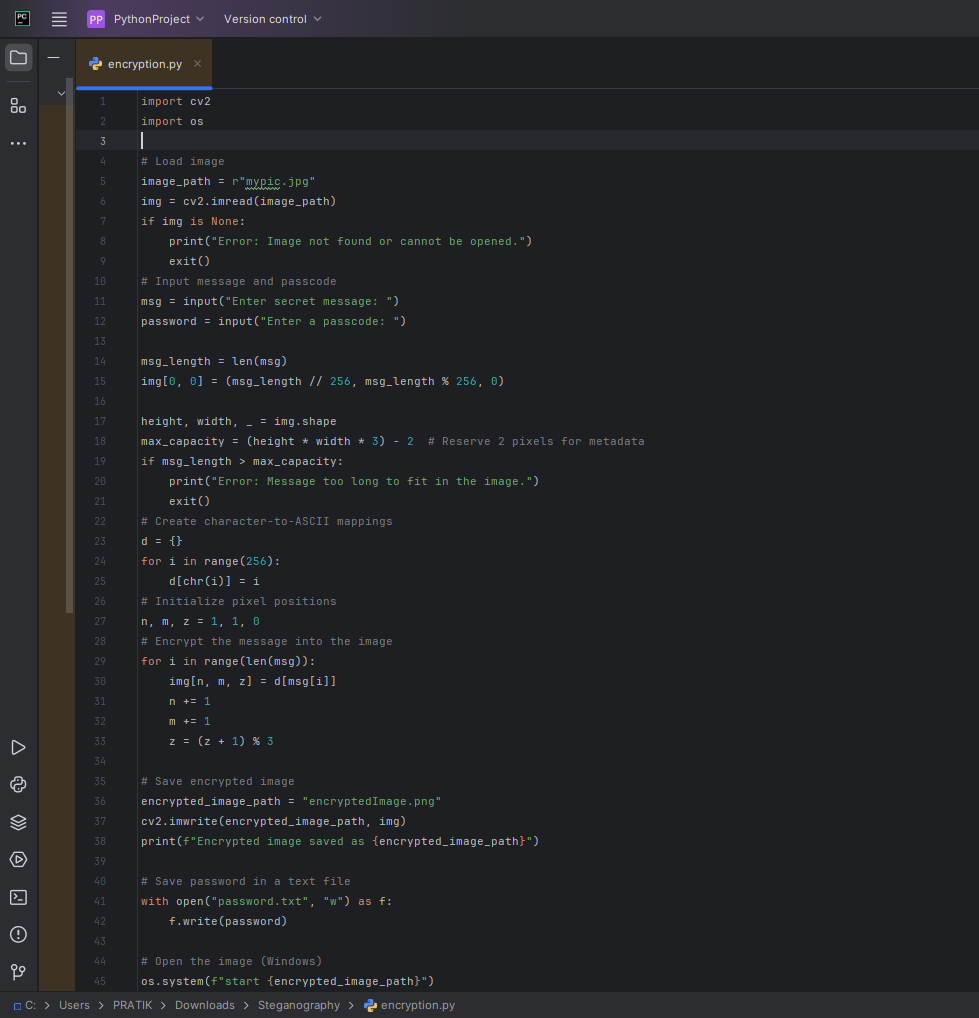 PC
PP PythonProject Version control
encryption.py
1 import cv2
2 import os
3
4 # Load image
5 image_path = r"mypic.jpg"
6 img = cv2.imread(image_path)
7 if img is None:
8     print("Error: Image not found or cannot be opened.")
9     exit()
10 # Input message and passcode
11 msg = input("Enter secret message: ")
12 password = input("Enter a passcode: ")
13
14 msg_length = len(msg)
15 img[0, 0] = (msg_length // 256, msg_length % 256, 0)
16
17 height, width, _ = img.shape
18 max_capacity = (height * width * 3) - 2  # Reserve 2 pixels for metadata
19 if msg_length > max_capacity:
20     print("Error: Message too long to fit in the image.")
21     exit()
22 # Create character-to-ASCII mappings
23 d = {}
24 for i in range(256):
25     d[chr(i)] = i
26 # Initialize pixel positions
27 n, m, z = 1, 1, 0
28 # Encrypt the message into the image
29 for i in range(len(msg)):
30     img[n, m, z] = d[msg[i]]
31     n += 1
32     m += 1
33     z = (z + 1) % 3
34
35 # Save encrypted image
36 encrypted_image_path = "encryptedImage.png"
37 cv2.imwrite(encrypted_image_path, img)
38 print(f"Encrypted image saved as {encrypted_image_path}")
39
40 # Save password in a text file
41 with open("password.txt", "w") as f:
42     f.write(password)
43
44 # Open the image (Windows)
45 os.system(f"start {encrypted_image_path}")
C: > Users > PRATIK > Downloads > Steganography > encryption.py